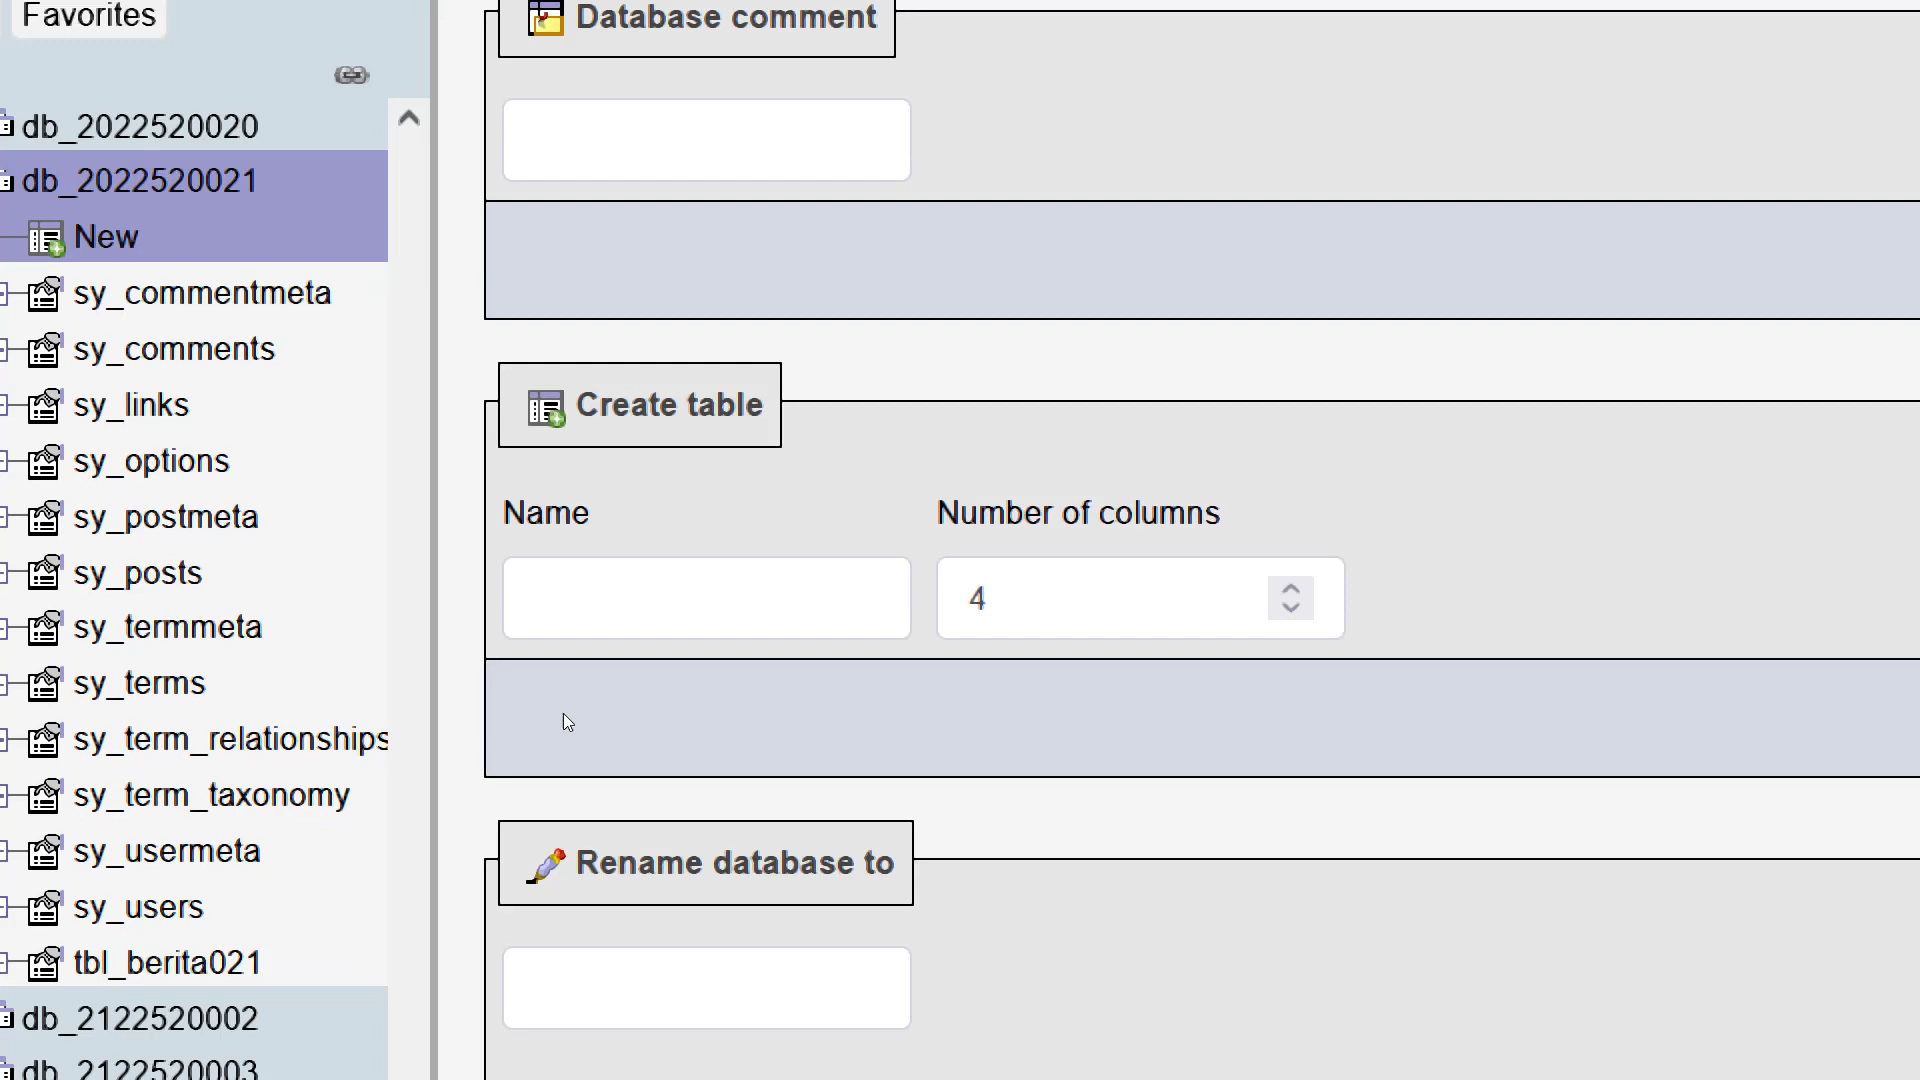 Favorites
db_2022520020
db_2022520021
New
sy_commentmeta
sy_comments
sy_links
sy_options
sy_postmeta
sy_posts
sy_termmeta
sy_terms
sy_term_relationships
sy_term_taxonomy
sy_usermeta
sy_users
tbl_berita021
db_2122520002
db_2122520003
Database comment
Create table
Name
Number of columns
4
Rename database to